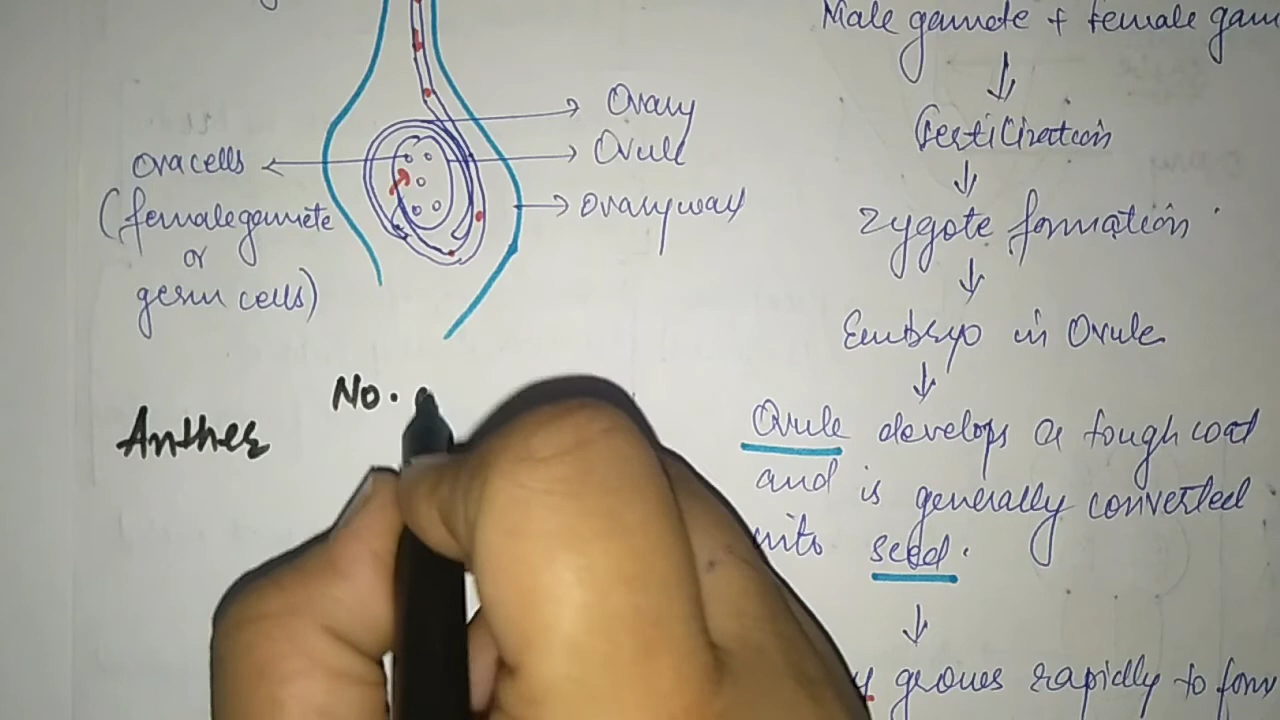 Ovary
Ovule
Ova cells
ovary wall
(female gamete
or
germ cells)
No.
Anther
Male gamete + female gam
↓
fertilization
↓
Zygote formation
↓
Embryo in Ovule
↓
Ovule develops a tough coat
and is generally converted
into seed.
↓
grows rapidly to form